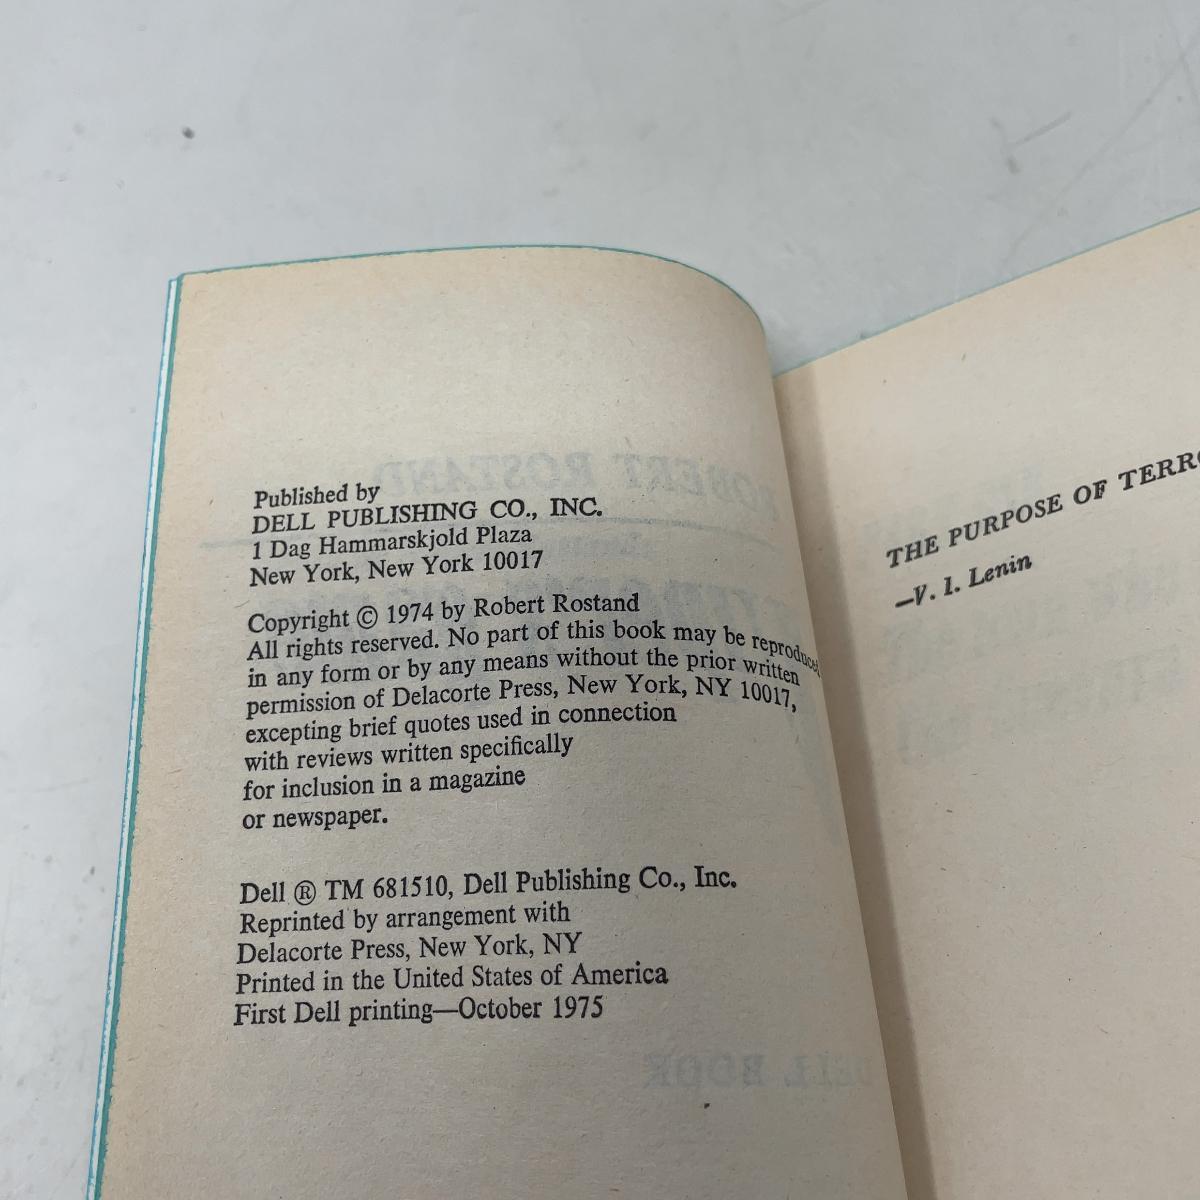 Published by
DELL PUBLISHING CO., INC.
1 Dag Hammarskjold Plaza
New York, New York 10017
Copyright © 1974 by Robert Rostand
All rights reserved. No part of this book may be reproduced
in any form or by any means without the prior written
permission of Delacorte Press, New York, NY 10017,
excepting brief quotes used in connection
with reviews written specifically
for inclusion in a magazine
or newspaper.
Dell ® TM 681510, Dell Publishing Co., Inc.
Reprinted by arrangement with
Delacorte Press, New York, NY
Printed in the United States of America
First Dell printing—October 1975
THE PURPOSE OF TERRO
—V. I. Lenin